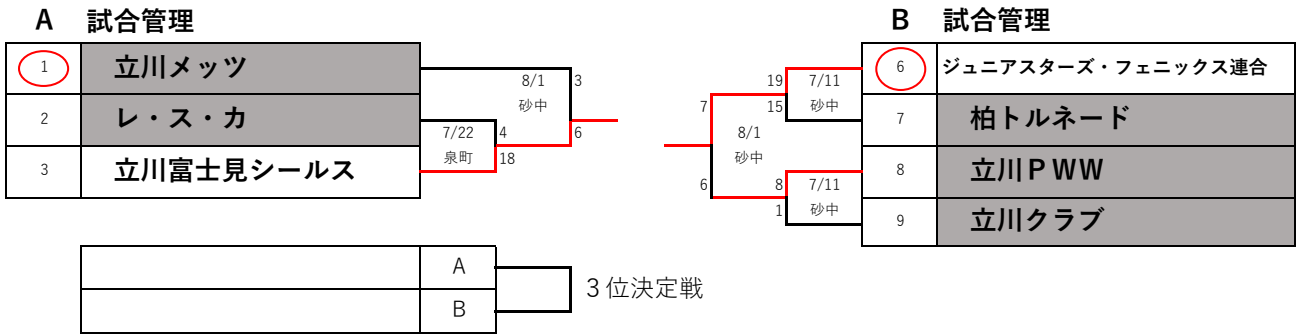 A 試合管理
1 立川メッツ
2 レ・ス・カ
3 立川富士見シールス
8/1
砂中
3
6
7/22
泉町
4
18
B 試合管理
6 ジュニアスターズ・フェニックス連合
7 柏トルネード
8 立川PWW
9 立川クラブ
19
15
7/11
砂中
7
6
8/1
砂中
8
1
7/11
砂中
A
B
3位決定戦